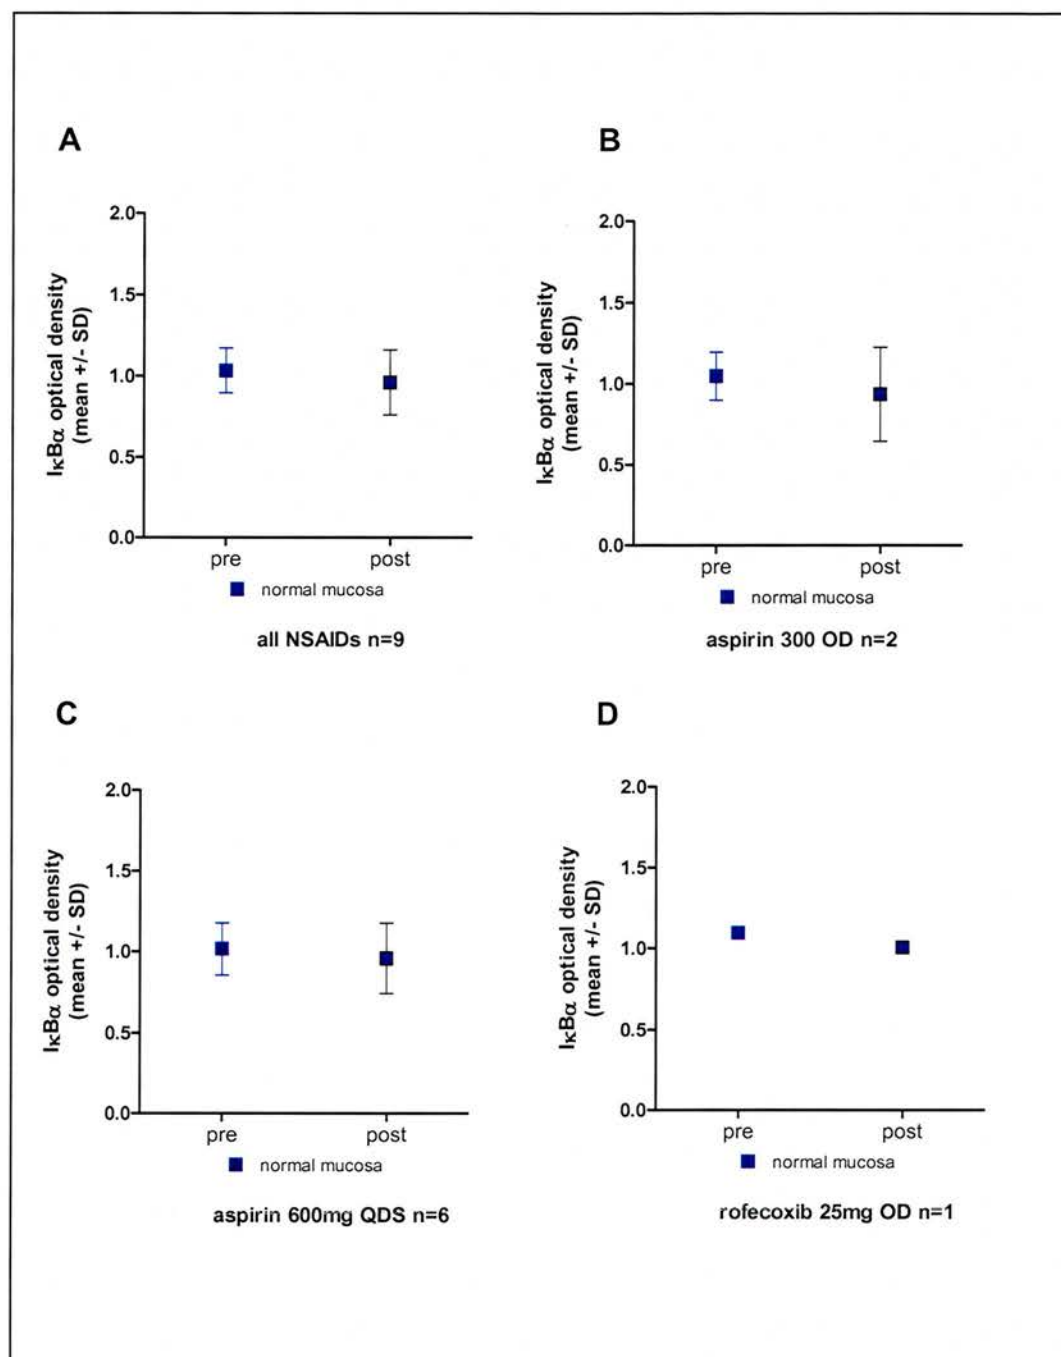 A
2.0
1.5
1.0
0.5
0.0
IκBα optical density
(mean +/- SD)
pre post
normal mucosa
all NSAIDs n=9
B
2.0
1.5
1.0
0.5
0.0
IκBα optical density
(mean +/- SD)
pre post
normal mucosa
aspirin 300 OD n=2
C
2.0
1.5
1.0
0.5
0.0
IκBα optical density
(mean +/- SD)
pre post
normal mucosa
aspirin 600mg QDS n=6
D
2.0
1.5
1.0
0.5
0.0
IκBα optical density
(mean +/- SD)
pre post
normal mucosa
rofecoxib 25mg OD n=1